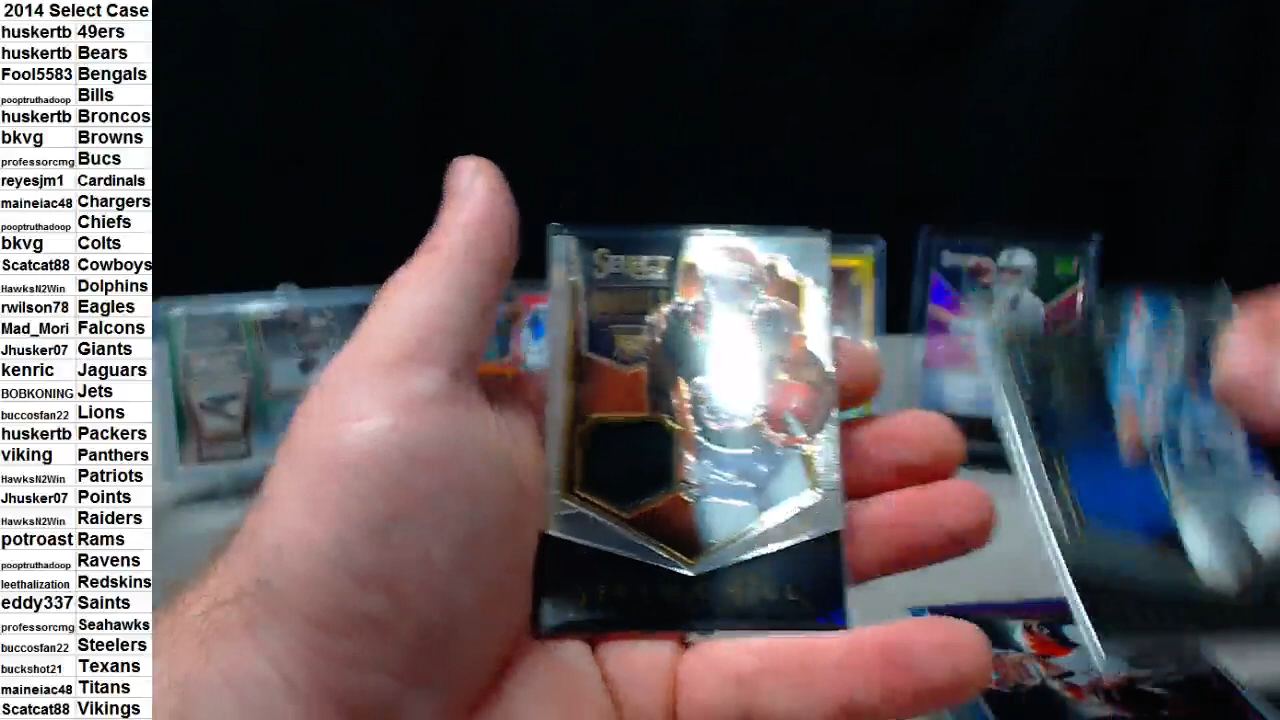 2014 Select Case
huskertb 49ers
huskertb Bears
Fool5583 Bengals
pooptruthadoop Bills
huskertb Broncos
bkvg Browns
professorcmg Bucs
reyesjm1 Cardinals
maineiac48 Chargers
pooptruthadoop Chiefs
bkvg Colts
Scatcat88 Cowboys
HawksN2Win Dolphins
rwilson78 Eagles
Mad_Mori Falcons
Jhusker07 Giants
kenric Jaguars
BOBKONING Jets
buccosfan22 Lions
huskertb Packers
viking Panthers
HawksN2Win Patriots
Jhusker07 Points
HawksN2Win Raiders
potroast Rams
pooptruthadoop Ravens
leethalization Redskins
eddy337 Saints
professorcmg Seahawks
buccosfan22 Steelers
buckshot21 Texans
maineiac48 Titans
Scatcat88 Vikings
Select